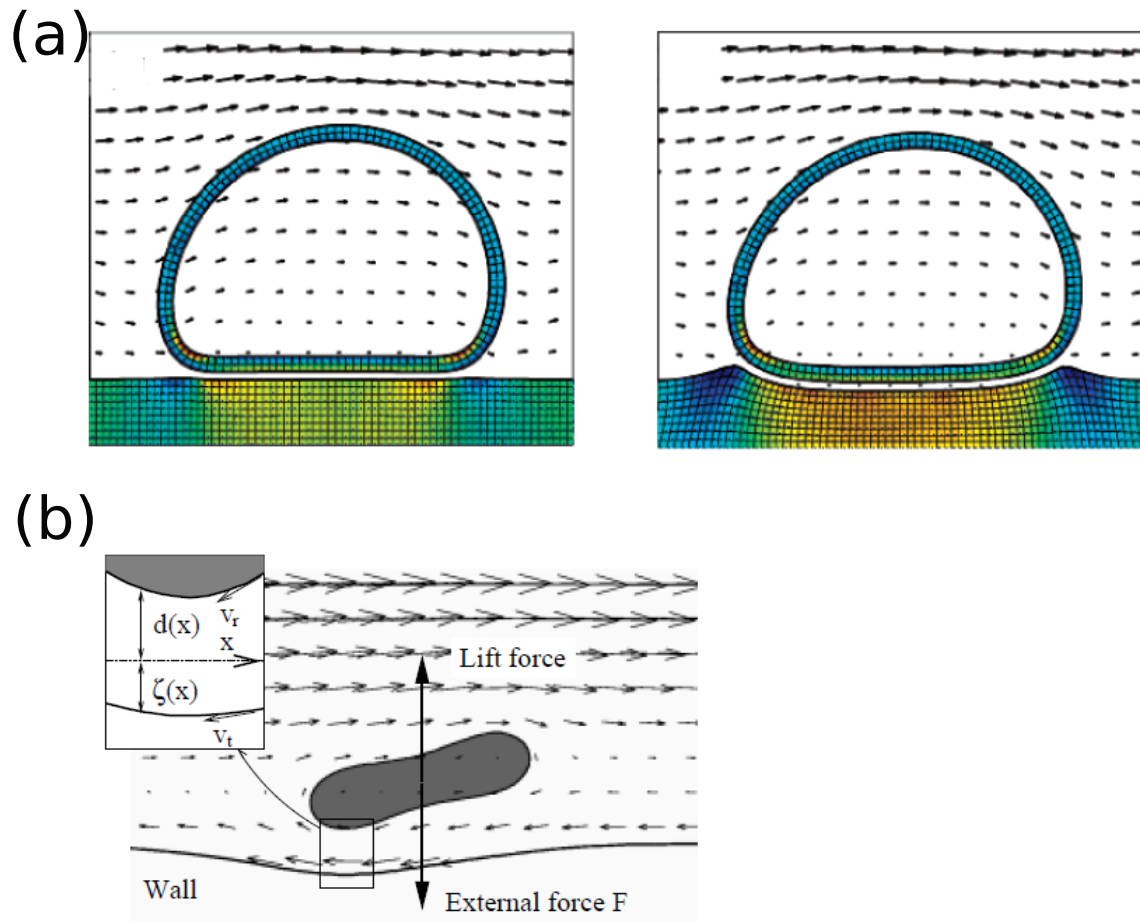 (a)
(b)
d(x)
v_r
x
ζ(x)
v_t
Lift force
Wall
External force F